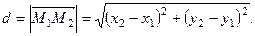 d = |M₁M₂| = √((x₂ − x₁)² + (y₂ − y₁)²).